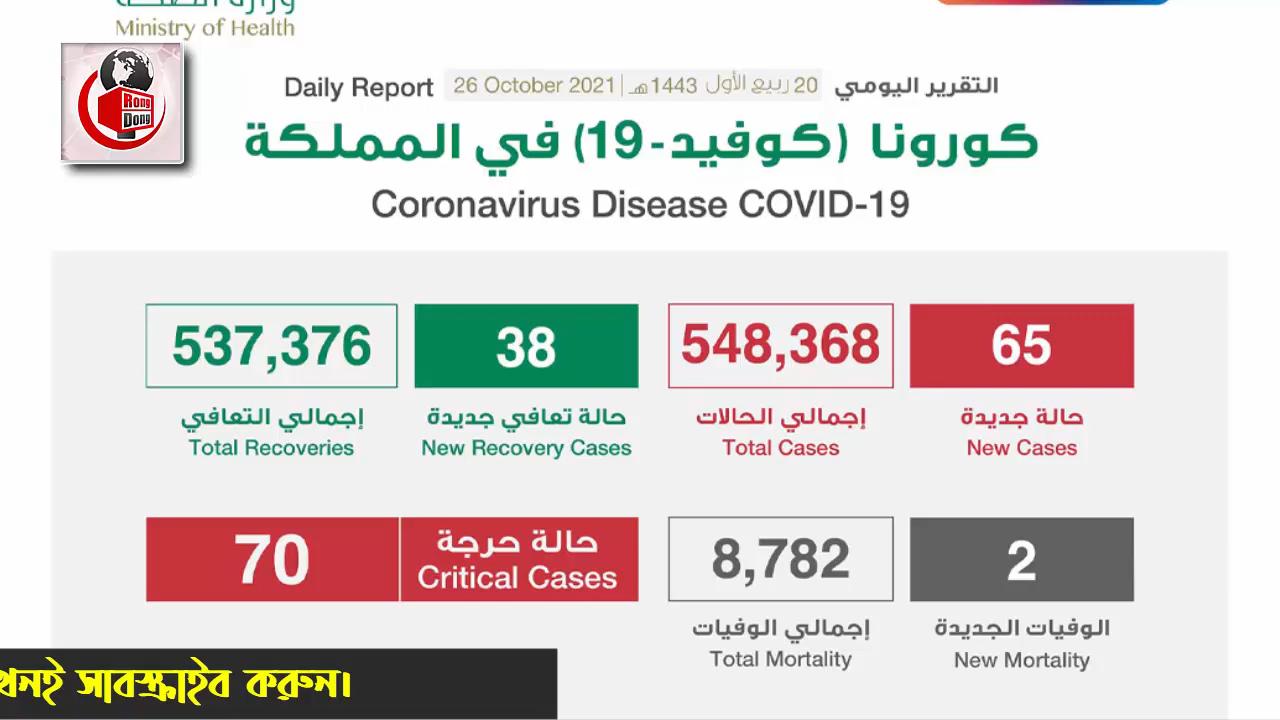 وزارة الصحة
Ministry of Health
Rong
Dong
Daily Report 26 October 2021 | 20 ربيع الأول 1443هـ التقرير اليومي
كورونا (كوفيد-19) في المملكة
Coronavirus Disease COVID-19
537,376
إجمالي التعافي
Total Recoveries
38
حالة تعافي جديدة
New Recovery Cases
548,368
إجمالي الحالات
Total Cases
65
حالة جديدة
New Cases
70
حالة حرجة
Critical Cases
8,782
إجمالي الوفيات
Total Mortality
2
الوفيات الجديدة
New Mortality
সাবস্ক্রাইব করুন।